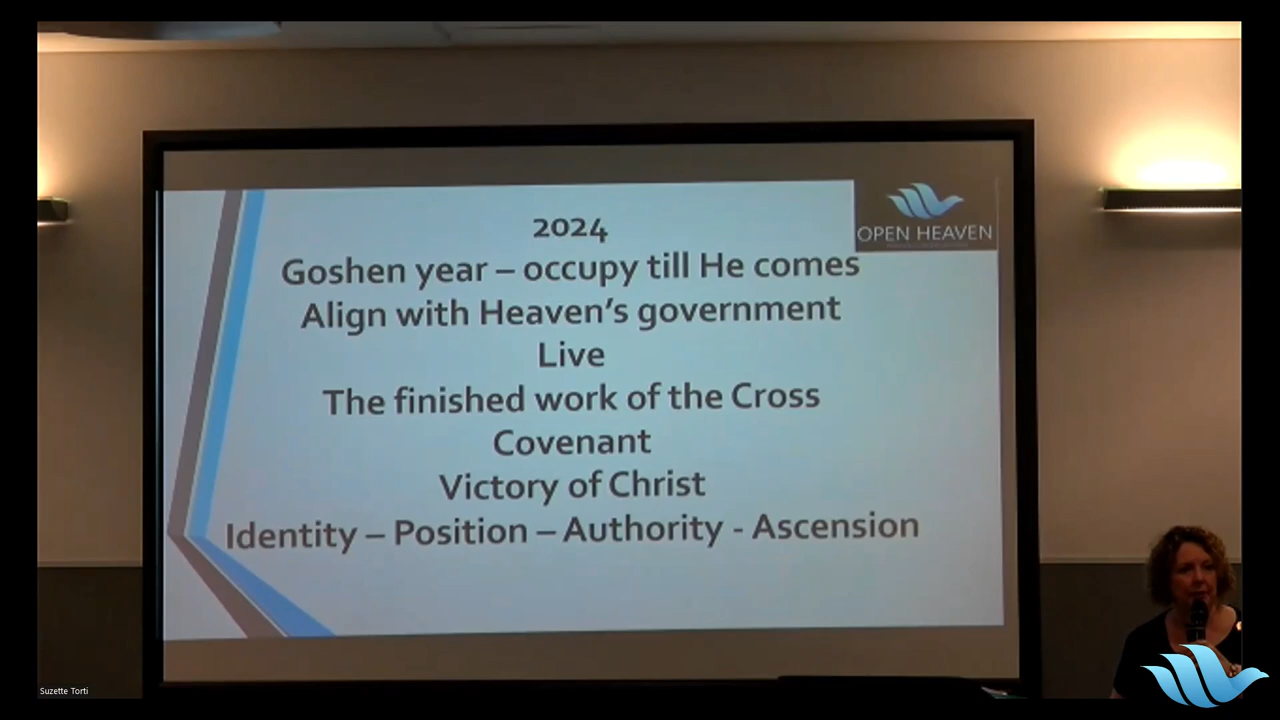 2024
OPEN HEAVEN
Goshen year – occupy till He comes
Align with Heaven's government
Live
The finished work of the Cross
Covenant
Victory of Christ
Identity – Position – Authority - Ascension
Suzette Torti